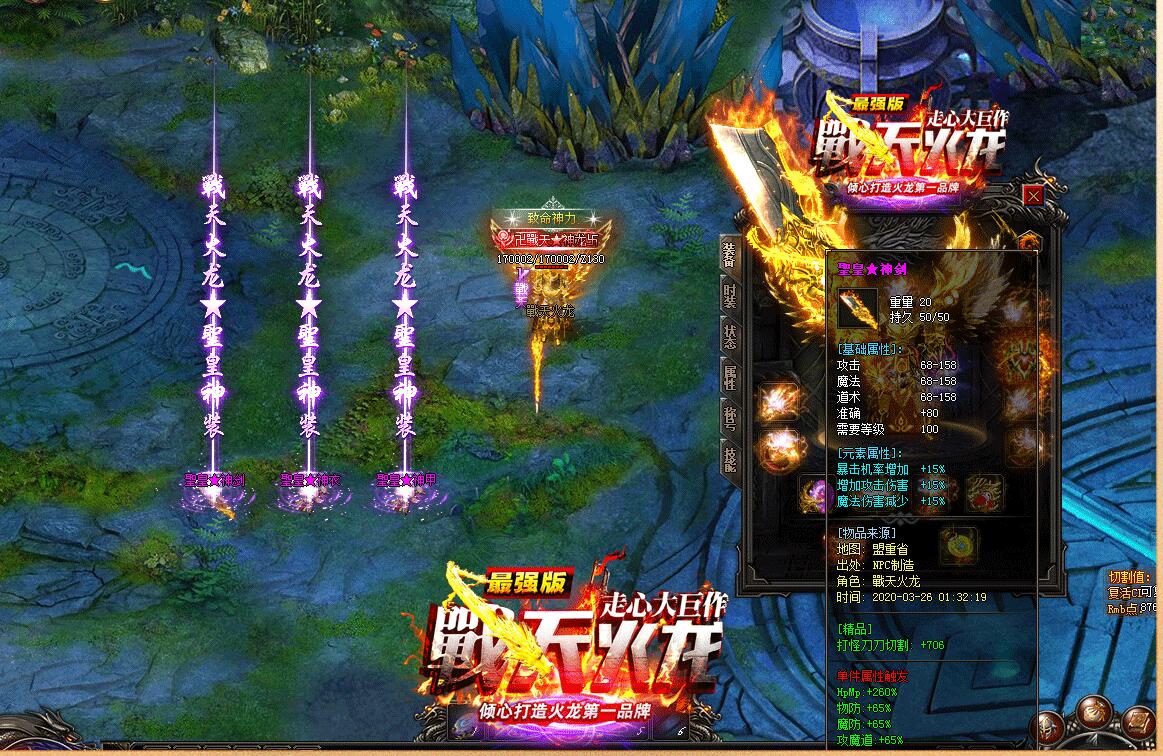 戰天火龙★聖皇神装
戰天火龙★聖皇神装
戰天火龙★聖皇神装
聖皇★神剑
聖皇★神衣
聖皇★神甲
致命神力
170002/170002/Z130
戰天
戰天火龙
最强版
走心大巨作
戰天火龙
倾心打造火龙第一品牌
装备
时装
状态
属性
称号
技能
聖皇★神剑
重量 20
持久 50/50
[基础属性]:
攻击 68-158
魔法 68-158
道术 68-158
准确 +80
需要等级 100
[元素属性]:
暴击机率增加 +15%
增加攻击伤害 +15%
魔法伤害减少 +15%
[物品来源]
地图: 盟重省
出处: NPC制造
角色: 戰天火龙
时间: 2020-03-26 01:32:19
[精品]
打怪刀刀切割: +706
单件属性触发
HpMp:+260%
物防:+65%
魔防:+65%
攻魔道:+65%
切割值:
Rmb点:876
最强版
走心大巨作
戰天火龙
倾心打造火龙第一品牌
5
6